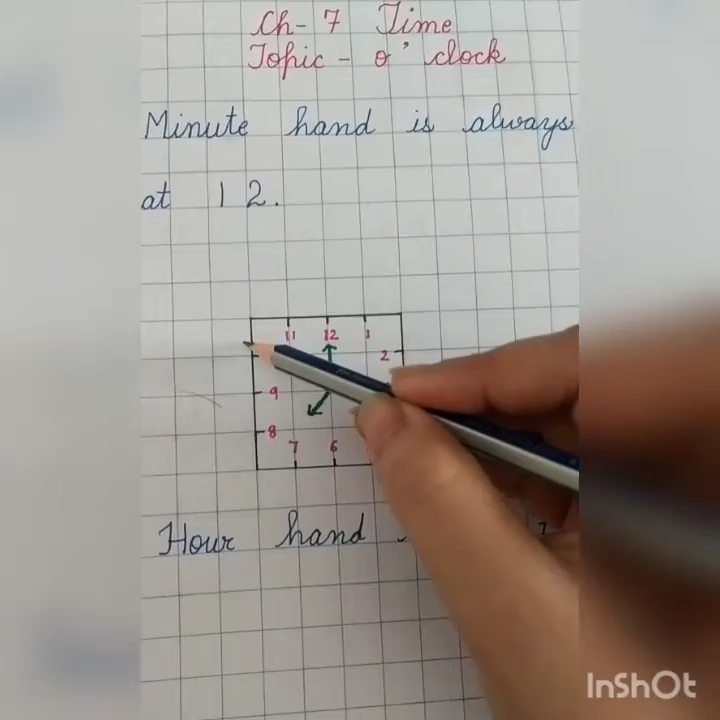 Ch- 7 Time
Topic - o' clock
Minute hand is always
at 12.
11 12 1
2
9
8
7 6
Hour hand
7
InShOt